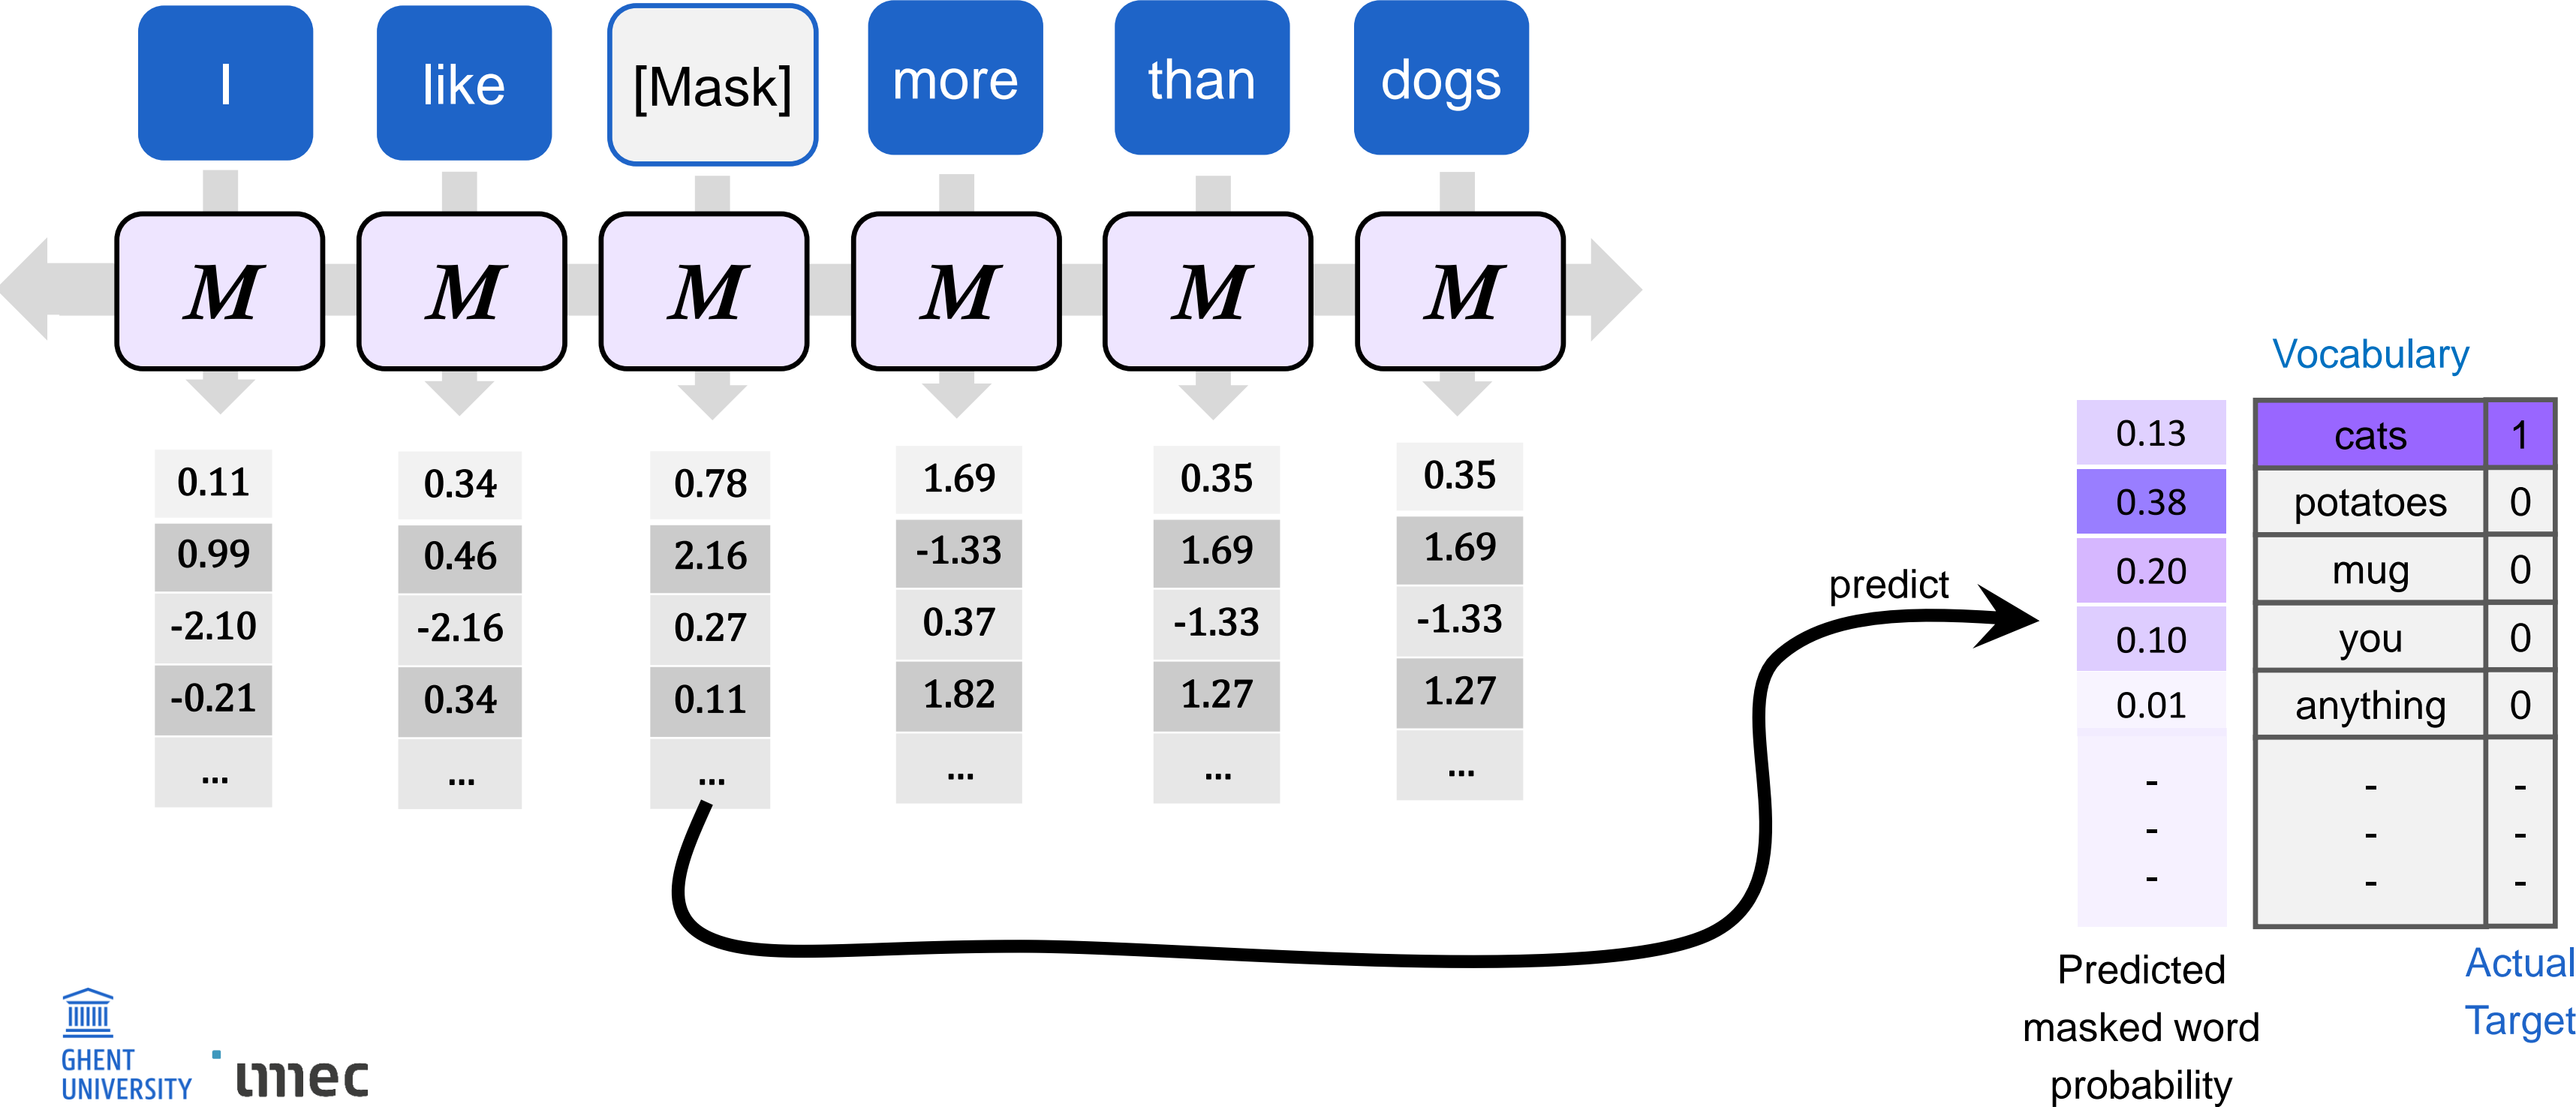 I like [Mask] more than dogs
M M M M M M
0.11 0.34 0.78 1.69 0.35 0.35
0.99 0.46 2.16 -1.33 1.69 1.69
-2.10 -2.16 0.27 0.37 -1.33 -1.33
-0.21 0.34 0.11 1.82 1.27 1.27
... ... ... ... ... ...
predict
Vocabulary
0.13 cats 1
0.38 potatoes 0
0.20 mug 0
0.10 you 0
0.01 anything 0
- - -
- - -
- - -
Predicted
masked word
probability
Actual
Target
GHENT
UNIVERSITY
imec